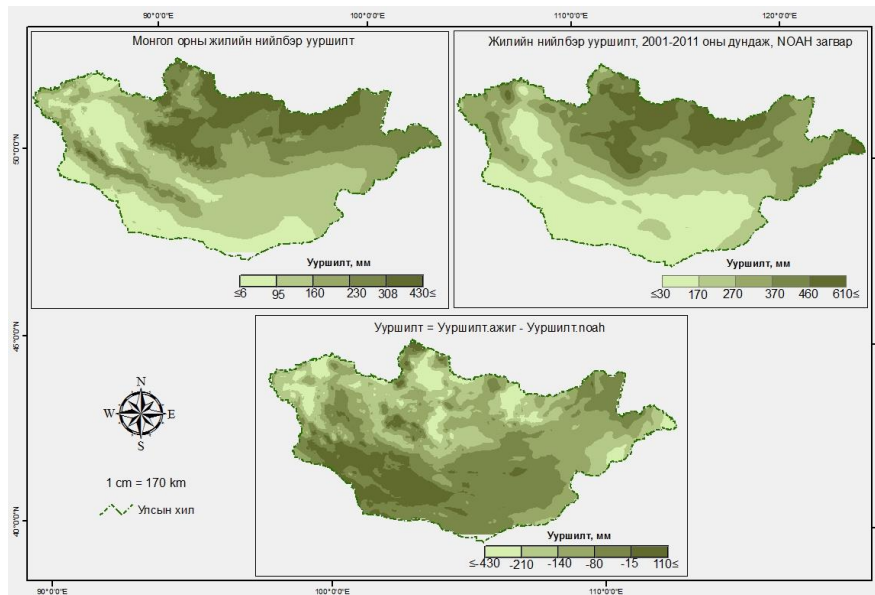 90°0'0"E 100°0'0"E 110°0'0"E 120°0'0"E
Монгол орны жилийн нийлбэр ууршилт
Жилийн нийлбэр ууршилт, 2001-2011 оны дундаж, NOAH загвар
50°0'0"N
Ууршилт, мм
≤6 95 160 230 308 430≤
Ууршилт, мм
≤30 170 270 370 460 610≤
Ууршилт = Ууршилт.ажиг - Ууршилт.noah
45°0'0"N
N
W E
S
1 cm = 170 km
Улсын хил
40°0'0"N
Ууршилт, мм
≤-430 -210 -140 -80 -15 110≤
90°0'0"E 100°0'0"E 110°0'0"E